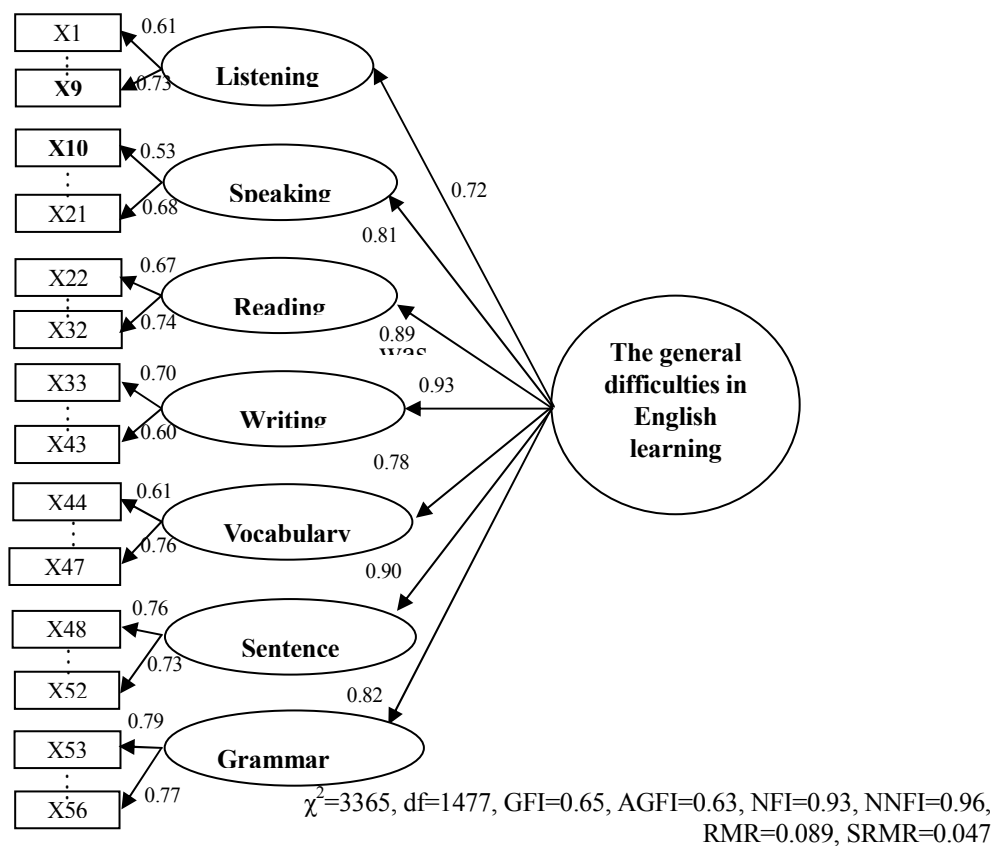 X1
0.61
X9
0.73
Listening
X10
0.53
X21
0.68
Speaking
X22
0.67
X32
0.74
Reading
X33
0.70
X43
0.60
Writing
X44
0.61
X47
0.76
Vocabulary
X48
0.76
X52
0.73
Sentence
X53
0.79
X56
0.77
Grammar
0.72
0.81
0.89
was
0.93
0.78
0.90
0.82
The general
difficulties in
English
learning
χ²=3365, df=1477, GFI=0.65, AGFI=0.63, NFI=0.93, NNFI=0.96,
RMR=0.089, SRMR=0.047